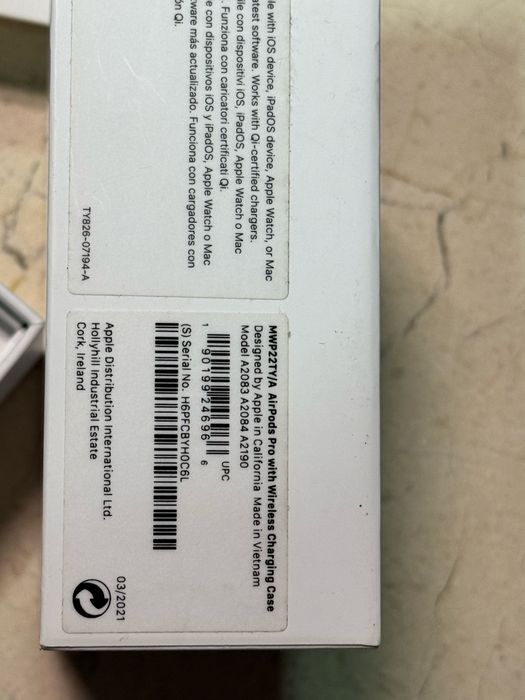 le with iOS device, iPadOS device, Apple Watch, or Mac
test software. Works with Qi-certified chargers.
ile con dispositivi iOS, iPadOS, Apple Watch o Mac
. Funziona con caricatori certificati Qi.
e con dispositivos iOS y iPadOS, Apple Watch o Mac
ware más actualizado. Funciona con cargadores con
ón Qi.
TY826-07194-A
MWP22TY/A AirPods Pro with Wireless Charging Case
Designed by Apple in California Made in Vietnam
Model A2083 A2084 A2190
UPC
1 90199 24696 6
(S) Serial No. H6PFCBYH0C6L
Apple Distribution International Ltd.
Hollyhill Industrial Estate
Cork, Ireland
03/2021